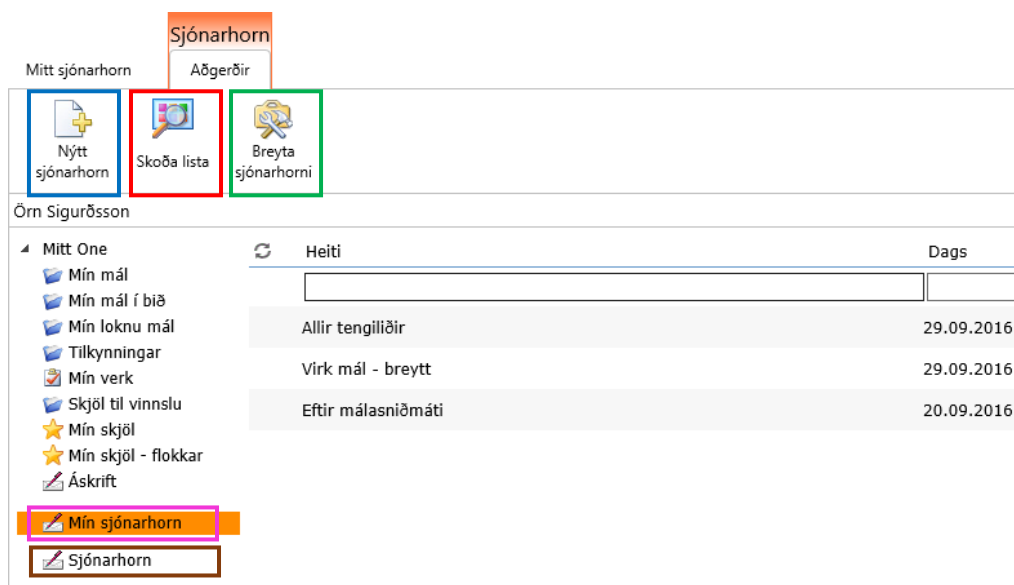 Sjónarhorn
Mitt sjónarhorn
Aðgerðir
Nýtt
sjónarhorn
Skoða lista
Breyta
sjónarhorni
Örn Sigurðsson
Mitt One
Mín mál
Mín mál í bið
Mín loknu mál
Tilkynningar
Mín verk
Skjöl til vinnslu
Mín skjöl
Mín skjöl - flokkar
Áskrift
Mín sjónarhorn
Sjónarhorn
Heiti Dags
Allir tengiliðir 29.09.2016
Virk mál - breytt 29.09.2016
Eftir málasniðmáti 20.09.2016